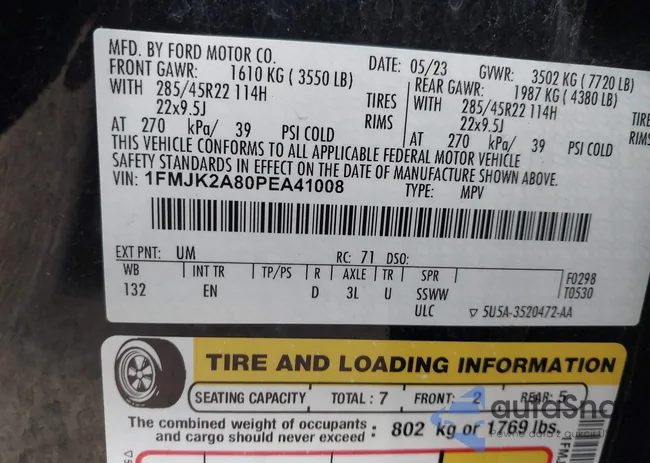 MFD. BY FORD MOTOR CO. DATE: 05/23 GVWR: 3502 KG ( 7720 LB)
FRONT GAWR: 1610 KG ( 3550 LB) REAR GAWR: 1987 KG ( 4380 LB)
WITH 285/45R22 114H TIRES WITH 285/45R22 114H TIRE
22x9.5J RIMS 22x9.5J RIMS
AT 270 kPa/ 39 PSI COLD AT 270 kPa/ 39 PSI COLD
THIS VEHICLE CONFORMS TO ALL APPLICABLE FEDERAL MOTOR VEHICLE
SAFETY STANDARDS IN EFFECT ON THE DATE OF MANUFACTURE SHOWN ABOVE.
VIN: 1FMJK2A80PEA41008 TYPE: MPV
EXT PNT: UM RC: 71 DSO:
WB INT TR TP/PS R AXLE TR SPR F0298
132 EN D 3L U SSWW T0530
ULC ▽ 5U5A-3520472-AA
TIRE AND LOADING INFORMATION
SEATING CAPACITY TOTAL : 7 FRONT: 2 REAR: 5
The combined weight of occupants
and cargo should never exceed : 802 kg or 1769 lbs.